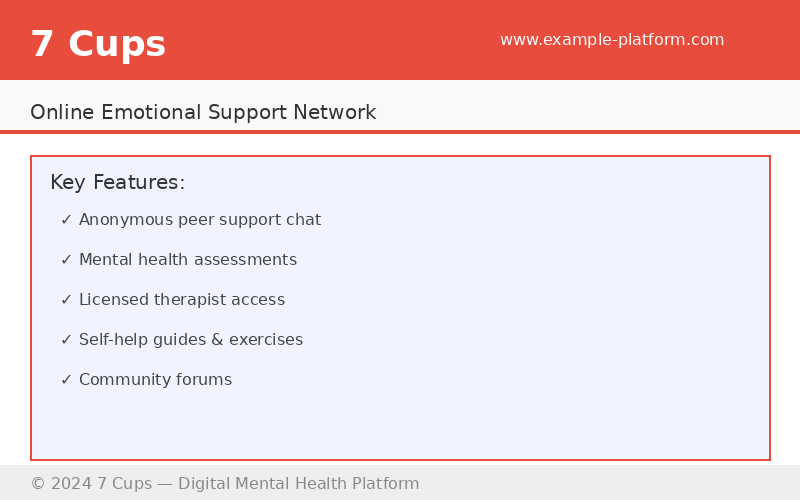 7 Cups
www.example-platform.com
Online Emotional Support Network
Key Features:
✓ Anonymous peer support chat
✓ Mental health assessments
✓ Licensed therapist access
✓ Self-help guides & exercises
✓ Community forums
© 2024 7 Cups — Digital Mental Health Platform